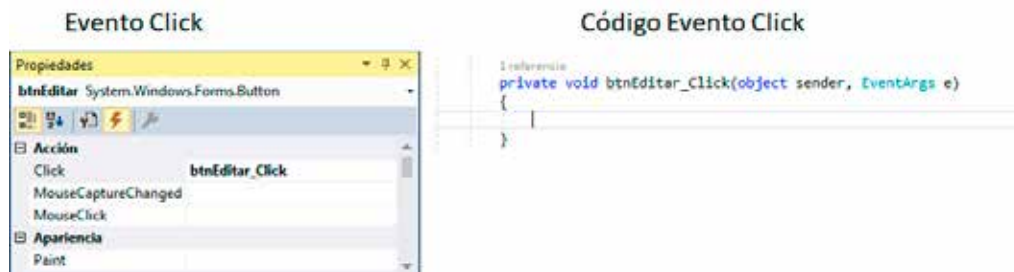 Evento Click
Código Evento Click
Propiedades
btnEditar System.Windows.Forms.Button
Acción
Click btnEditar_Click
MouseCaptureChanged
MouseClick
Apariencia
Paint
1 referencia
private void btnEditar_Click(object sender, EventArgs e)
{
}